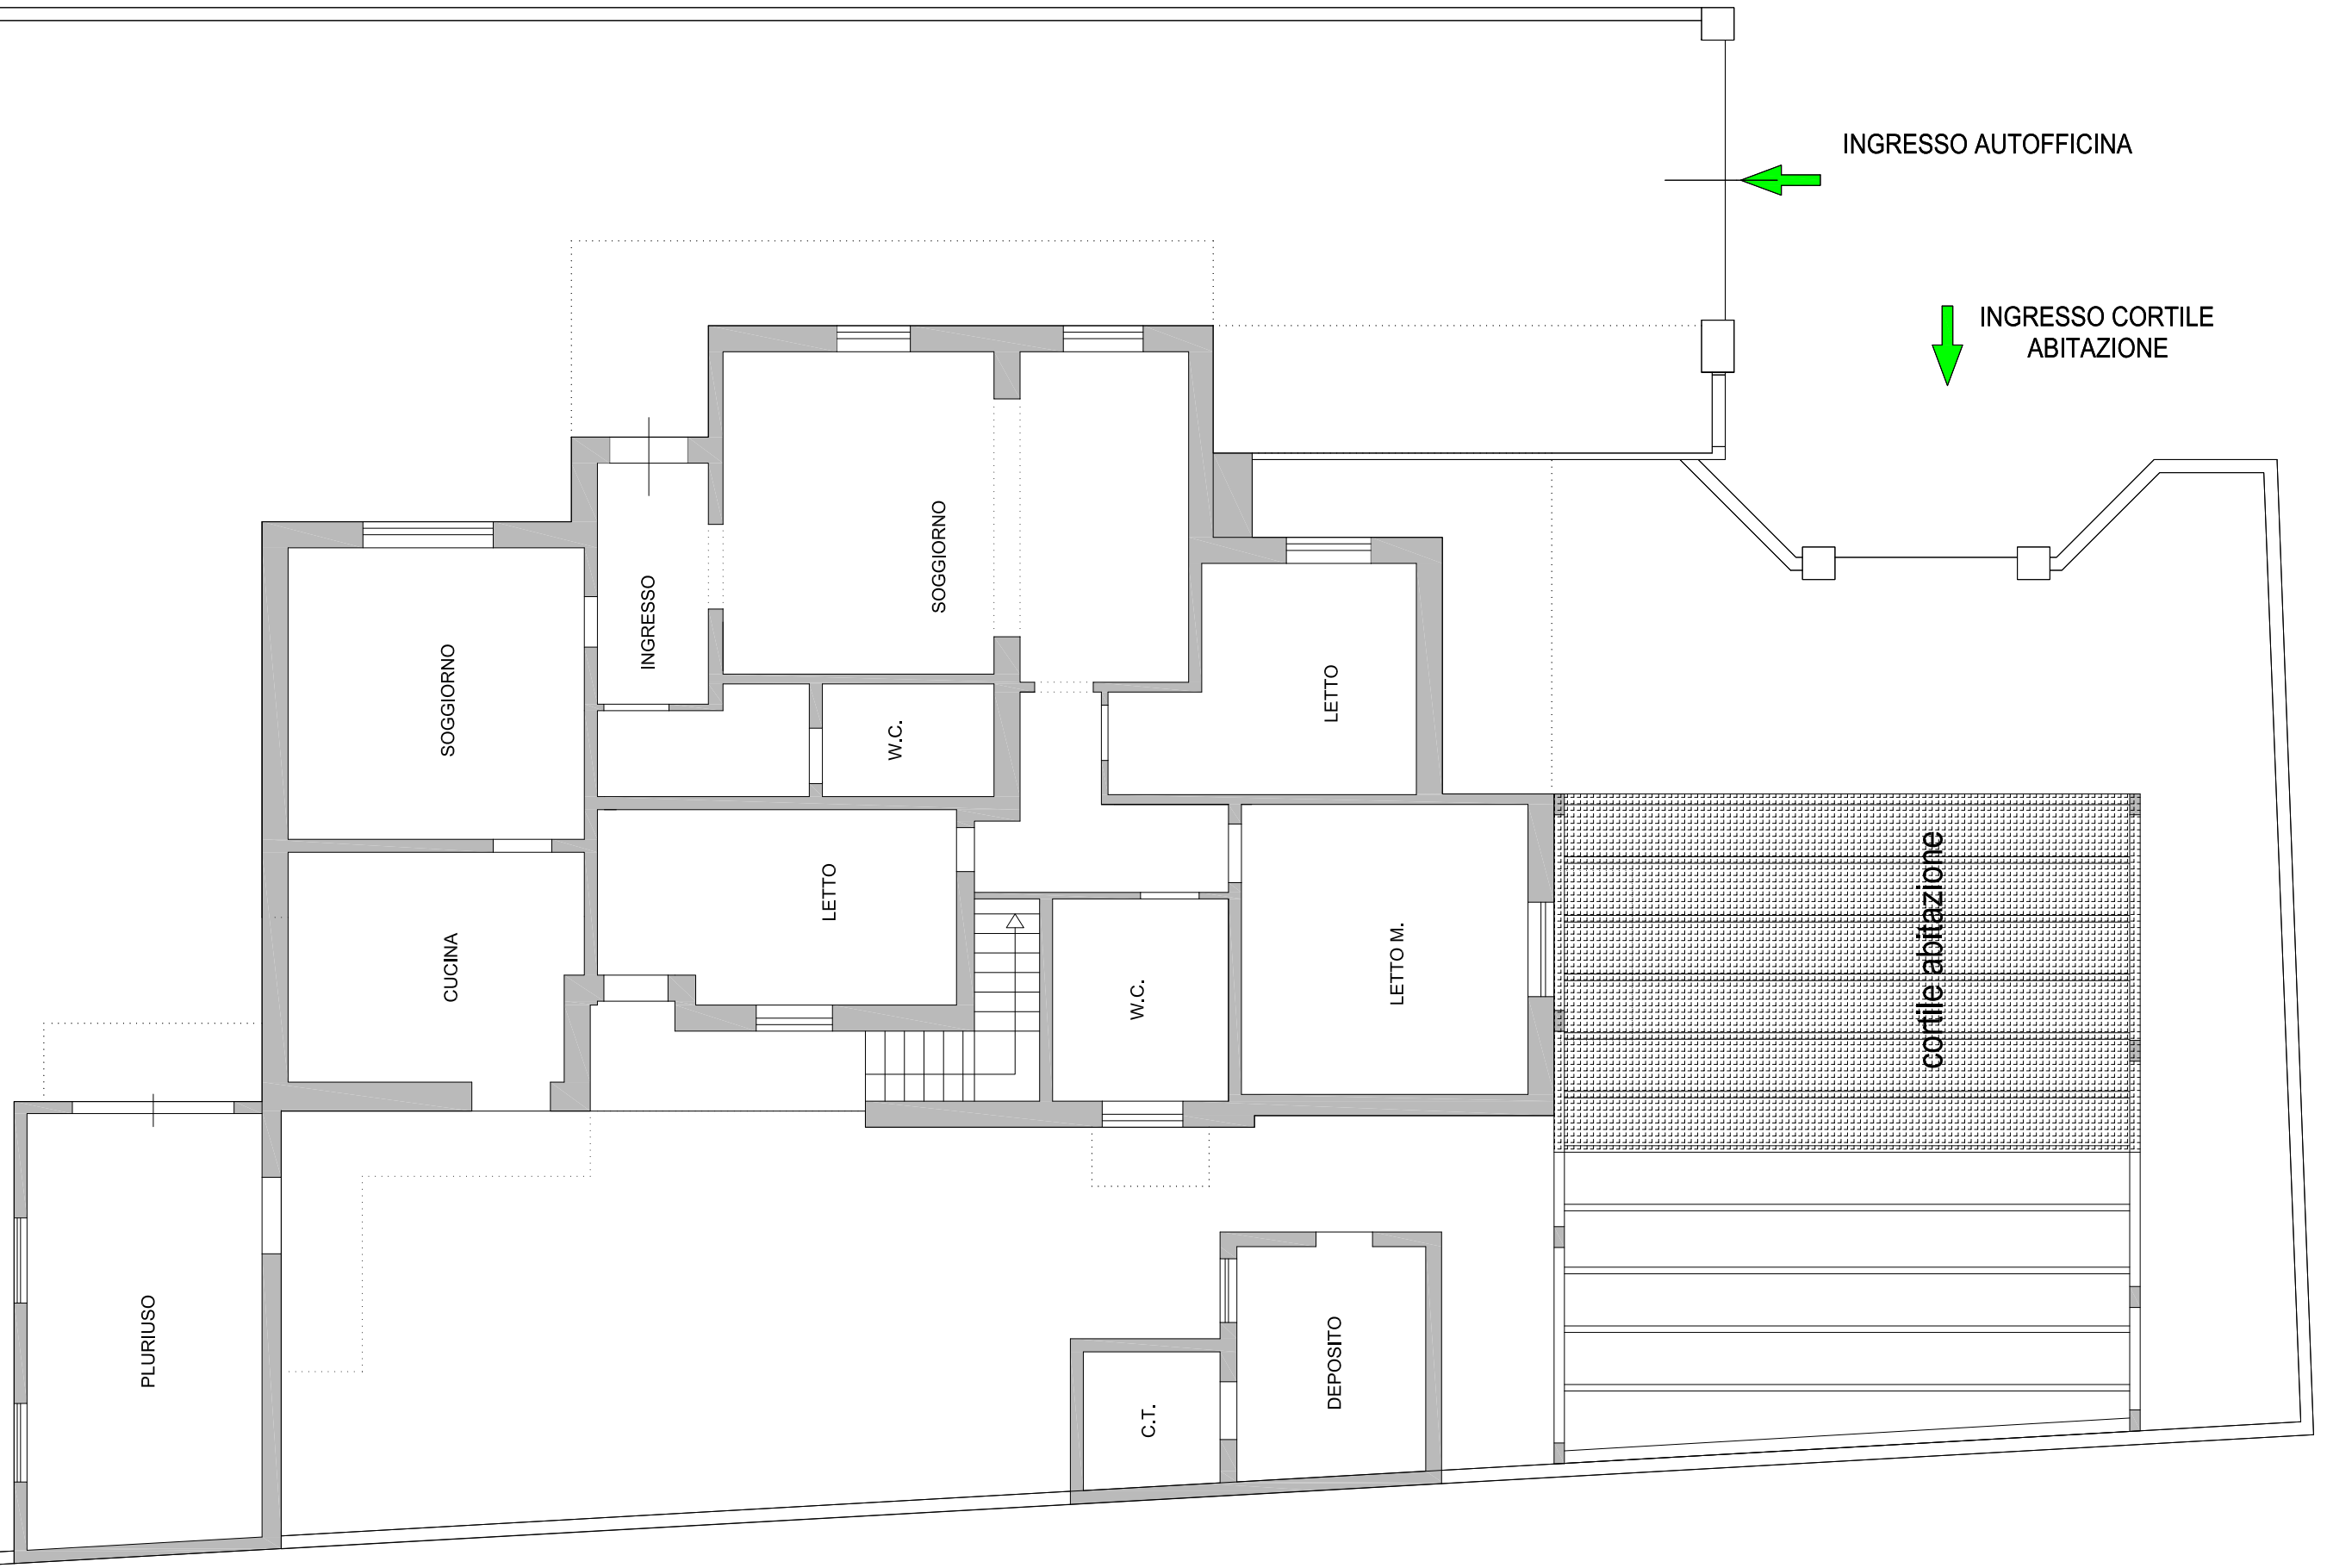 INGRESSO AUTOFFICINA
INGRESSO CORTILE
ABITAZIONE
SOGGIORNO
INGRESSO
SOGGIORNO
LETTO
W.C.
LETTO
CUCINA
LETTO M.
W.C.
cortile abitazione
PLURIUSO
DEPOSITO
C.T.